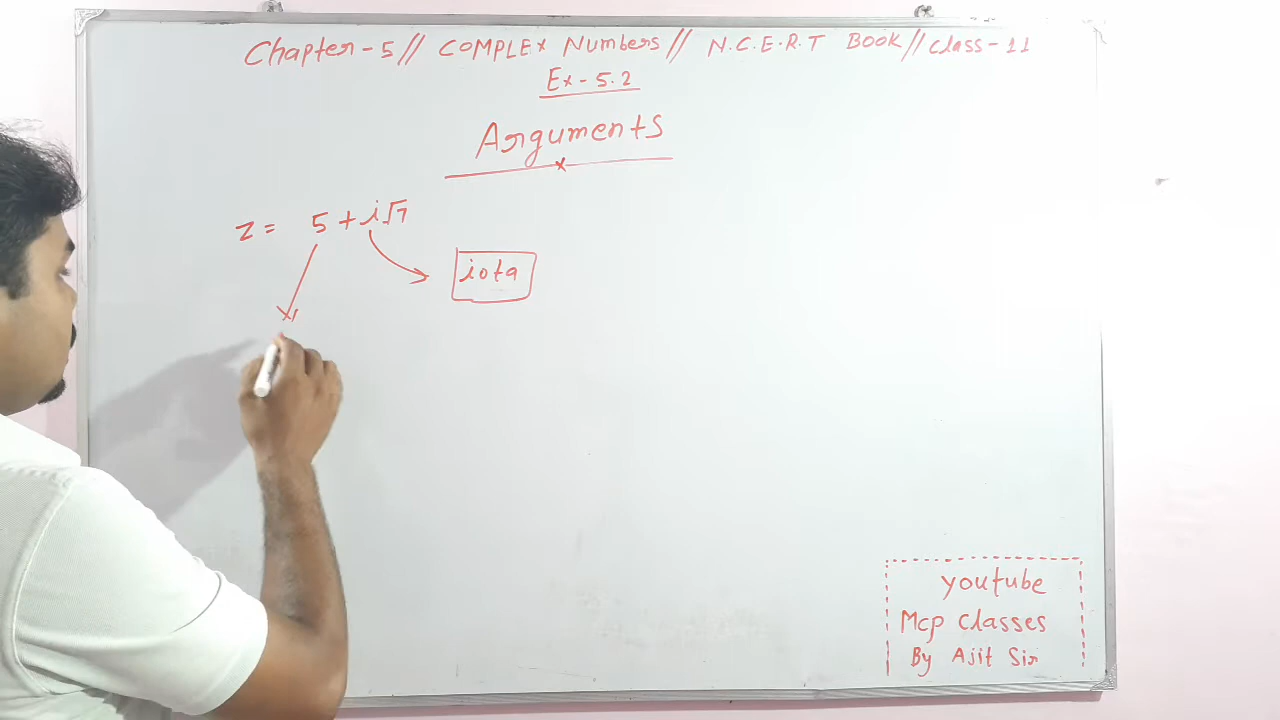 Chapter-5// COMPLEX Numbers// N.C.E.R.T BOOK// Class-11
Ex-5.2
Arguments
z = 5 + i√7
iota
youtube
Mcp Classes
By Ajit Sir